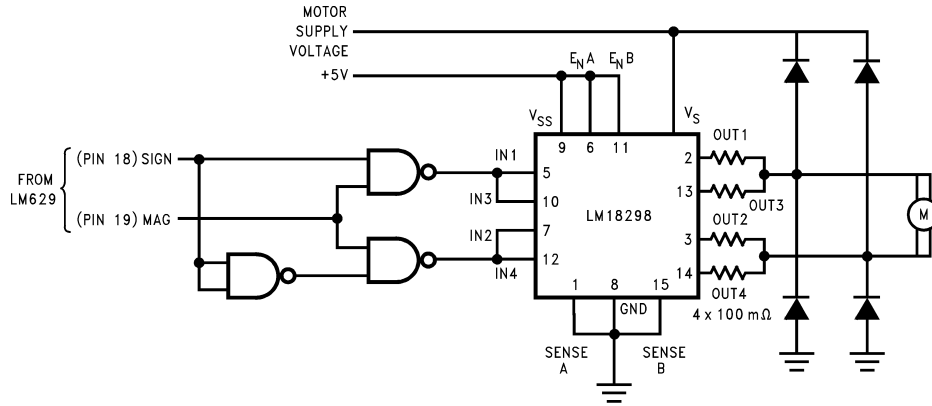 MOTOR
SUPPLY
VOLTAGE
+5V
ENA
ENB
VSS
VS
9
6
11
OUT1
(PIN 18) SIGN
FROM
LM629
(PIN 19) MAG
IN1
5
2
IN3
10
13
OUT3
LM18298
M
OUT2
IN2
7
3
12
IN4
14
OUT4
1
8
15
GND
4 x 100 mΩ
SENSE
A
SENSE
B